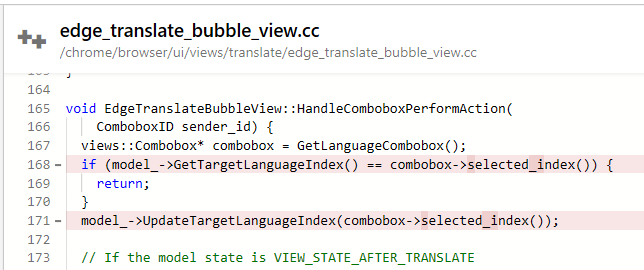 edge_translate_bubble_view.cc
/chrome/browser/ui/views/translate/edge_translate_bubble_view.cc
163 }
164
165 void EdgeTranslateBubbleView::HandleComboboxPerformAction(
166 ComboboxID sender_id) {
167 views::Combobox* combobox = GetLanguageCombobox();
168 – if (model_->GetTargetLanguageIndex() == combobox->selected_index()) {
169 return;
170 }
171 – model_->UpdateTargetLanguageIndex(combobox->selected_index());
172
173 // If the model state is VIEW_STATE_AFTER_TRANSLATE